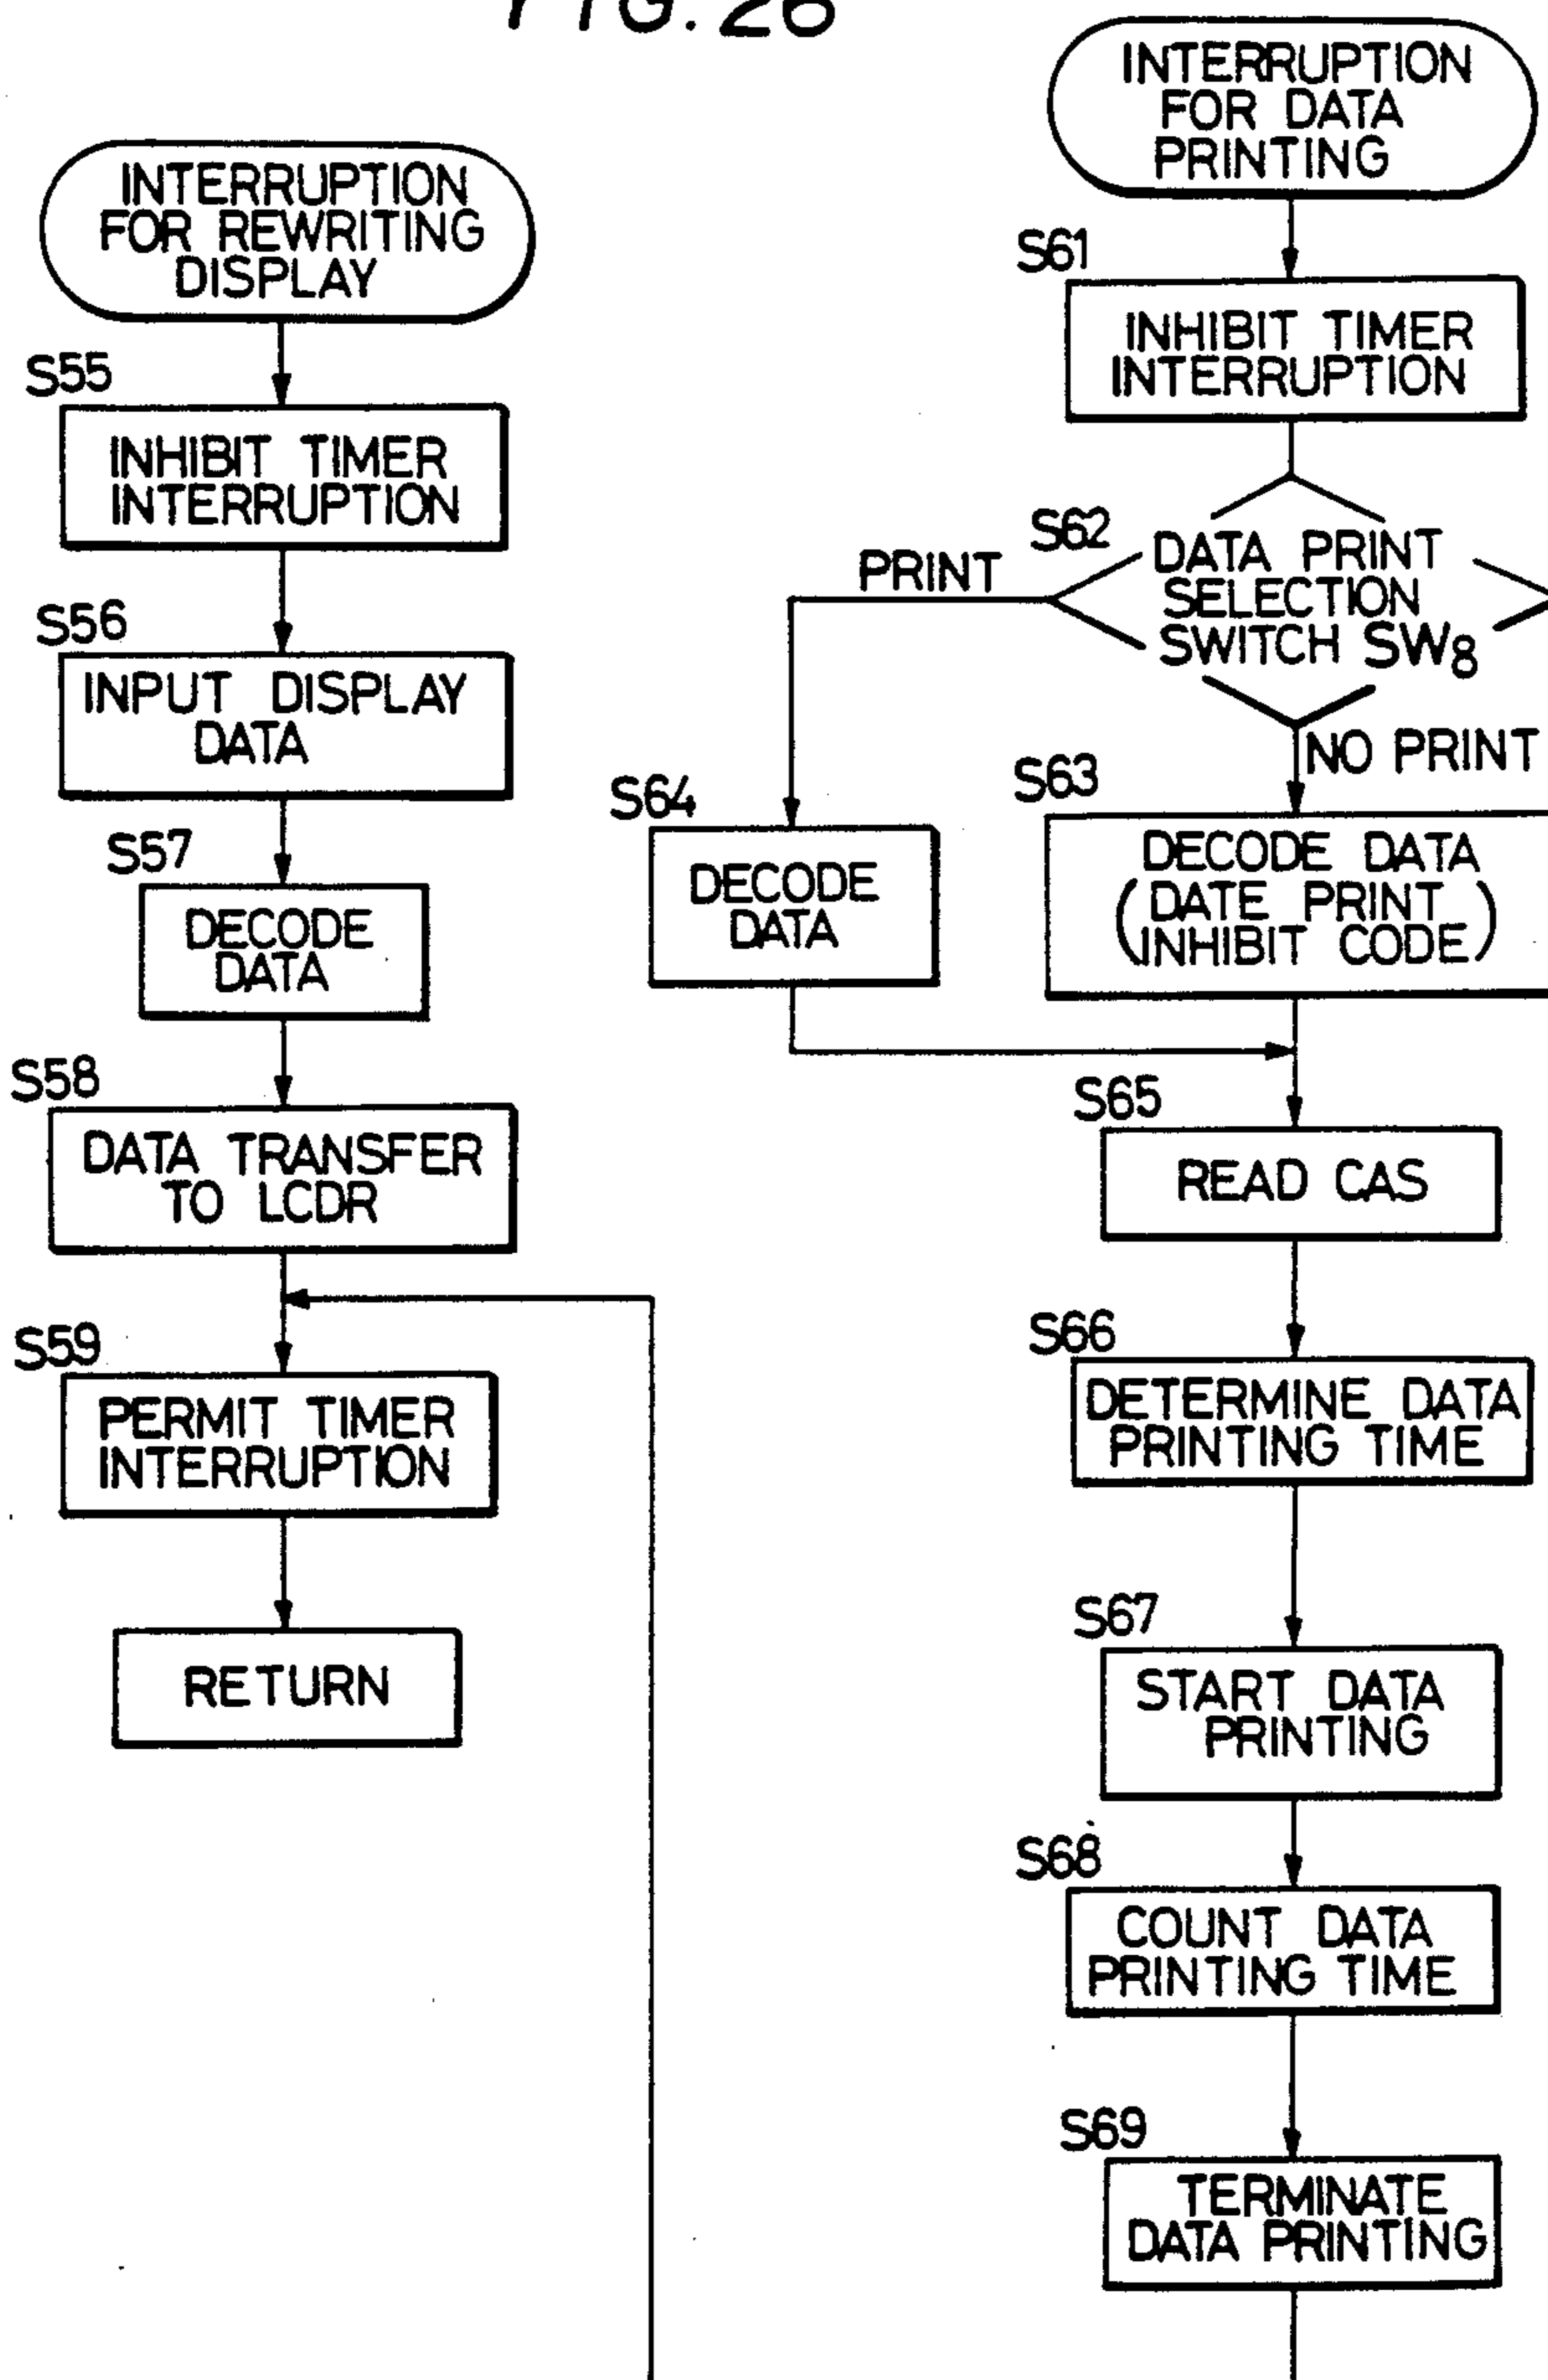 FIG. 26
INTERRUPTION
FOR REWRITING
DISPLAY
S55
INHIBIT TIMER
INTERRUPTION
S56
INPUT DISPLAY
DATA
S57
DECODE
DATA
S58
DATA TRANSFER
TO LCDR
S59
PERMIT TIMER
INTERRUPTION
RETURN
INTERRUPTION
FOR DATA
PRINTING
S61
INHIBIT TIMER
INTERRUPTION
S62
DATA PRINT
SELECTION
SWITCH SW8
PRINT
NO PRINT
S64
DECODE
DATA
S63
DECODE DATA
(DATE PRINT
INHIBIT CODE)
S65
READ CAS
S66
DETERMINE DATA
PRINTING TIME
S67
START DATA
PRINTING
S68
COUNT DATA
PRINTING TIME
S69
TERMINATE
DATA PRINTING